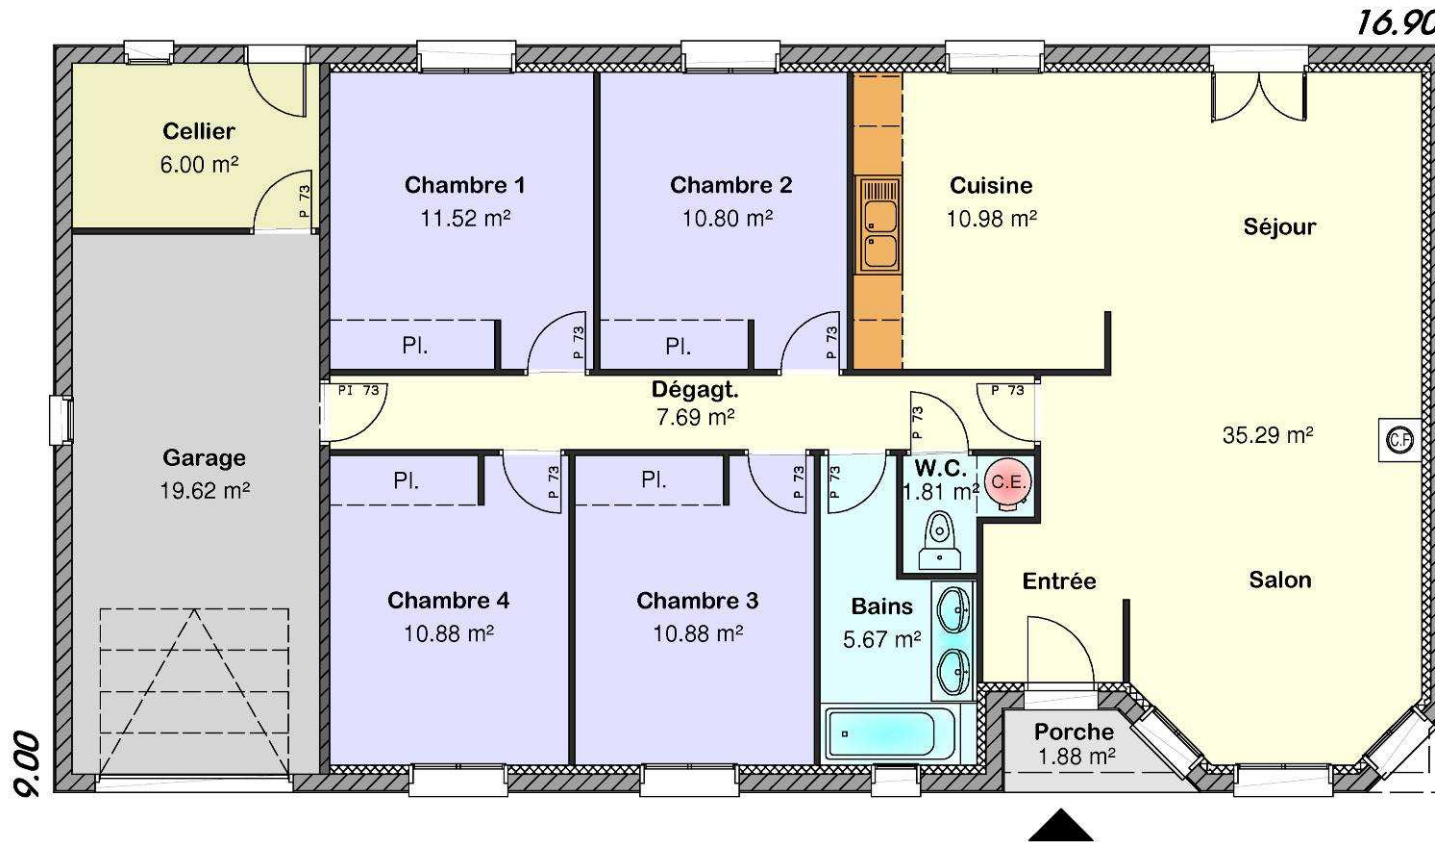 16.90
Cellier
6.00 m²
P 73
Chambre 1
11.52 m²
Chambre 2
10.80 m²
Cuisine
10.98 m²
Séjour
Pl.
P 73
Pl.
P 73
PI 73
Dégagt.
7.69 m²
P 73
P 73
35.29 m²
C.F
Garage
19.62 m²
Pl.
P 73
Pl.
P 73
P 73
W.C.
1.81 m²
C.E.
Chambre 4
10.88 m²
Chambre 3
10.88 m²
Bains
5.67 m²
Entrée
Salon
Porche
1.88 m²
9.00